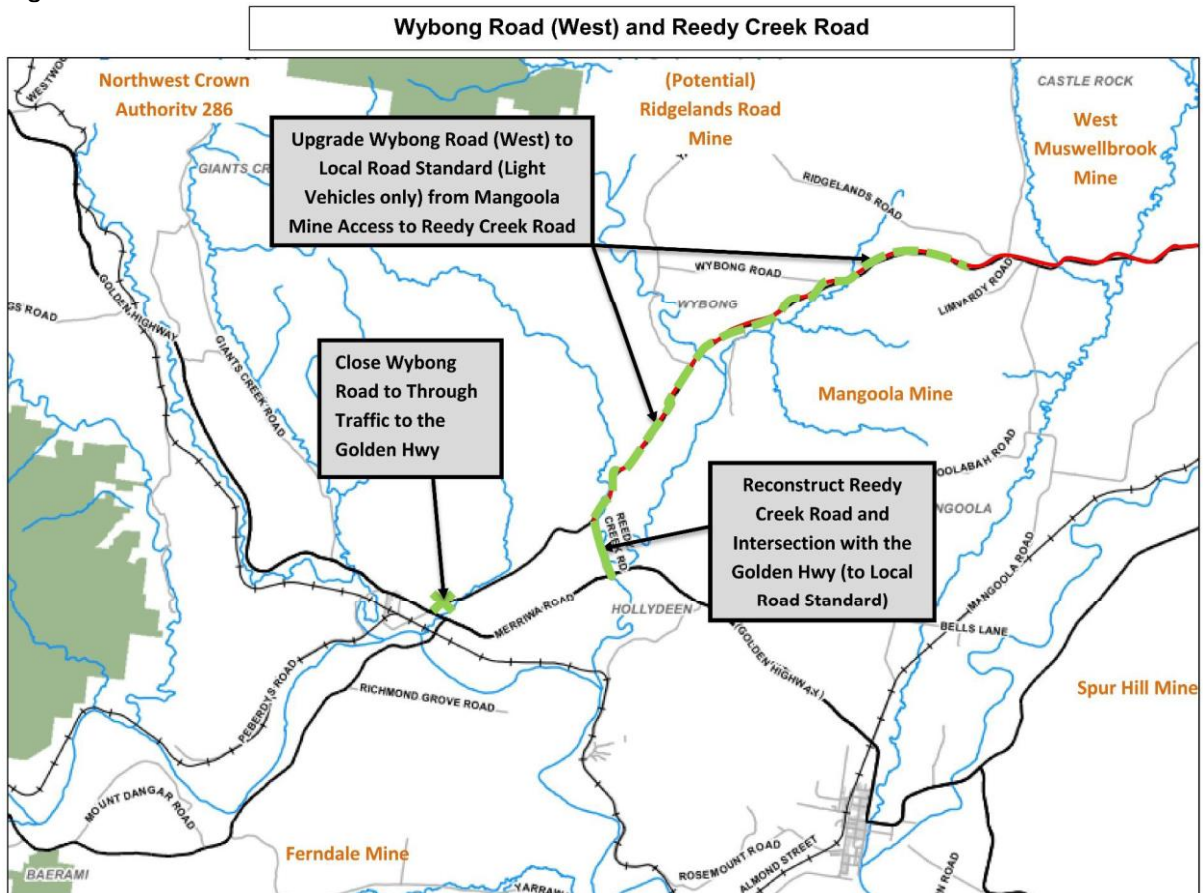 Wybong Road (West) and Reedy Creek Road
Northwest Crown
Authority 286
(Potential)
Ridgelands Road
Mine
CASTLE ROCK
West
Muswellbrook
Mine
Upgrade Wybong Road (West) to
Local Road Standard (Light
Vehicles only) from Mangoola
Mine Access to Reedy Creek Road
GIANTS CR
RIDGELANDS ROAD
WYBONG ROAD
WYBONG
LIMVARDY ROAD
GS ROAD
GOLDEN HIGHWAY
GIANTS CREEK ROAD
Close Wybong
Road to Through
Traffic to the
Golden Hwy
Mangoola Mine
OOLABAH ROAD
NGOOLA
Reconstruct Reedy
Creek Road and
Intersection with the
Golden Hwy (to Local
Road Standard)
REEDY
CREEK RD
MANGOOLA ROAD
HOLLYDEEN
MERRIWA ROAD
BELLS LANE
(GOLDEN HIGHWAY)
Spur Hill Mine
PEBERDYS ROAD
RICHMOND GROVE ROAD
MOUNT DANGAR ROAD
Ferndale Mine
BAERAMI
YARRAW
ROSEMOUNT ROAD
ALMOND STREET
ON ROAD